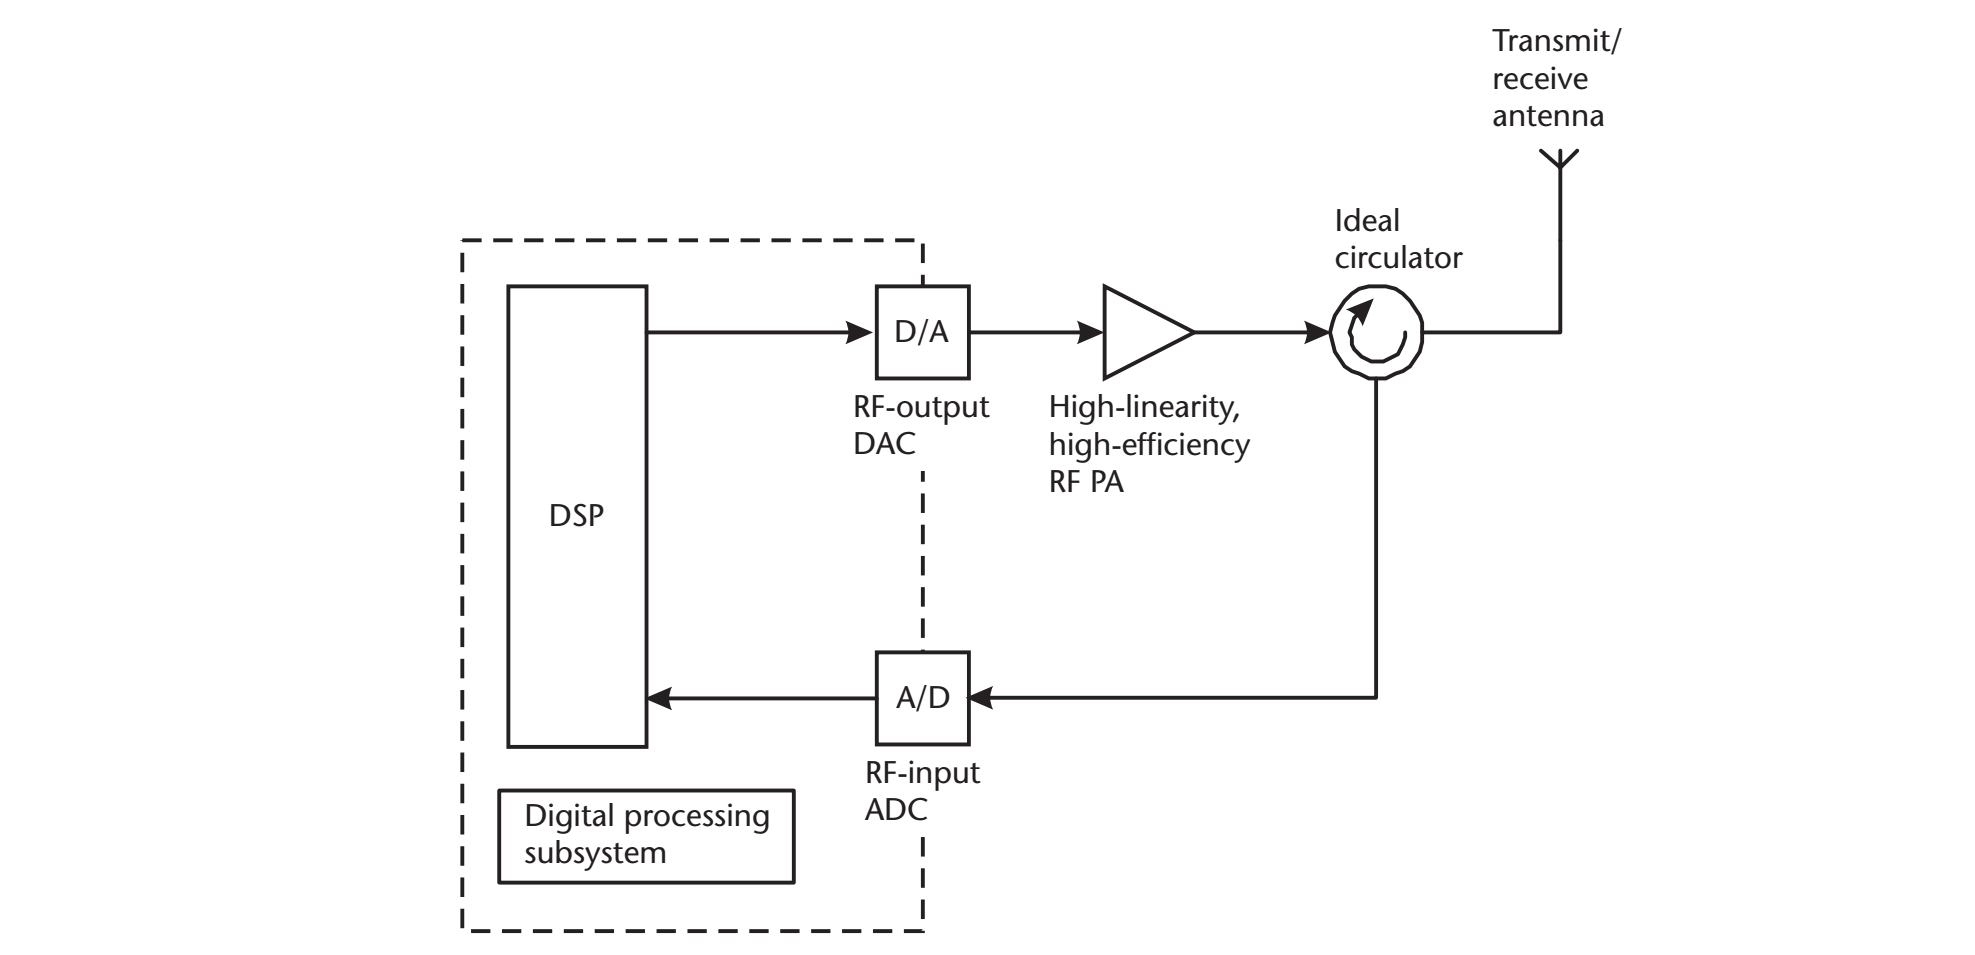 Transmit/
receive
antenna
Ideal
circulator
D/A
RF-output
DAC
High-linearity,
high-efficiency
RF PA
DSP
A/D
RF-input
ADC
Digital processing
subsystem